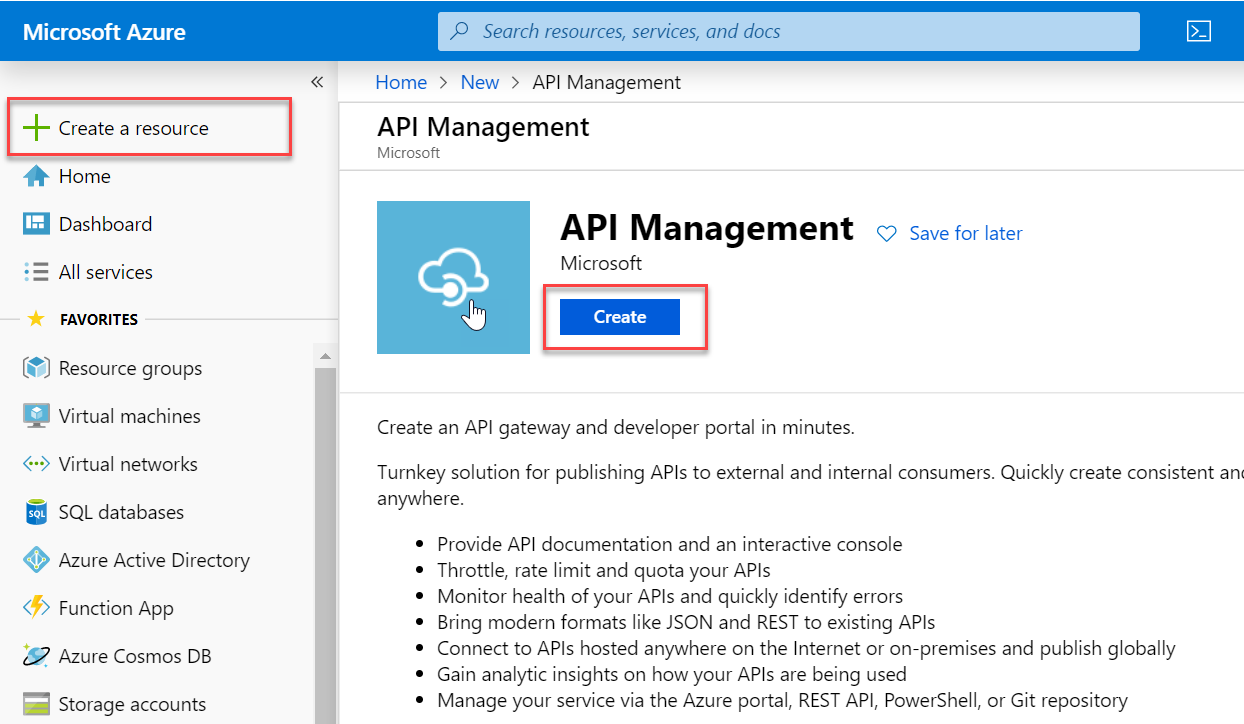 Microsoft Azure
Search resources, services, and docs
Create a resource
Home
Dashboard
All services
FAVORITES
Resource groups
Virtual machines
Virtual networks
SQL
SQL databases
Azure Active Directory
Function App
Azure Cosmos DB
Storage accounts
Home > New > API Management
API Management
Microsoft
API Management
Save for later
Microsoft
Create
Create an API gateway and developer portal in minutes.
Turnkey solution for publishing APIs to external and internal consumers. Quickly create consistent and
anywhere.
• Provide API documentation and an interactive console
• Throttle, rate limit and quota your APIs
• Monitor health of your APIs and quickly identify errors
• Bring modern formats like JSON and REST to existing APIs
• Connect to APIs hosted anywhere on the Internet or on-premises and publish globally
• Gain analytic insights on how your APIs are being used
• Manage your service via the Azure portal, REST API, PowerShell, or Git repository